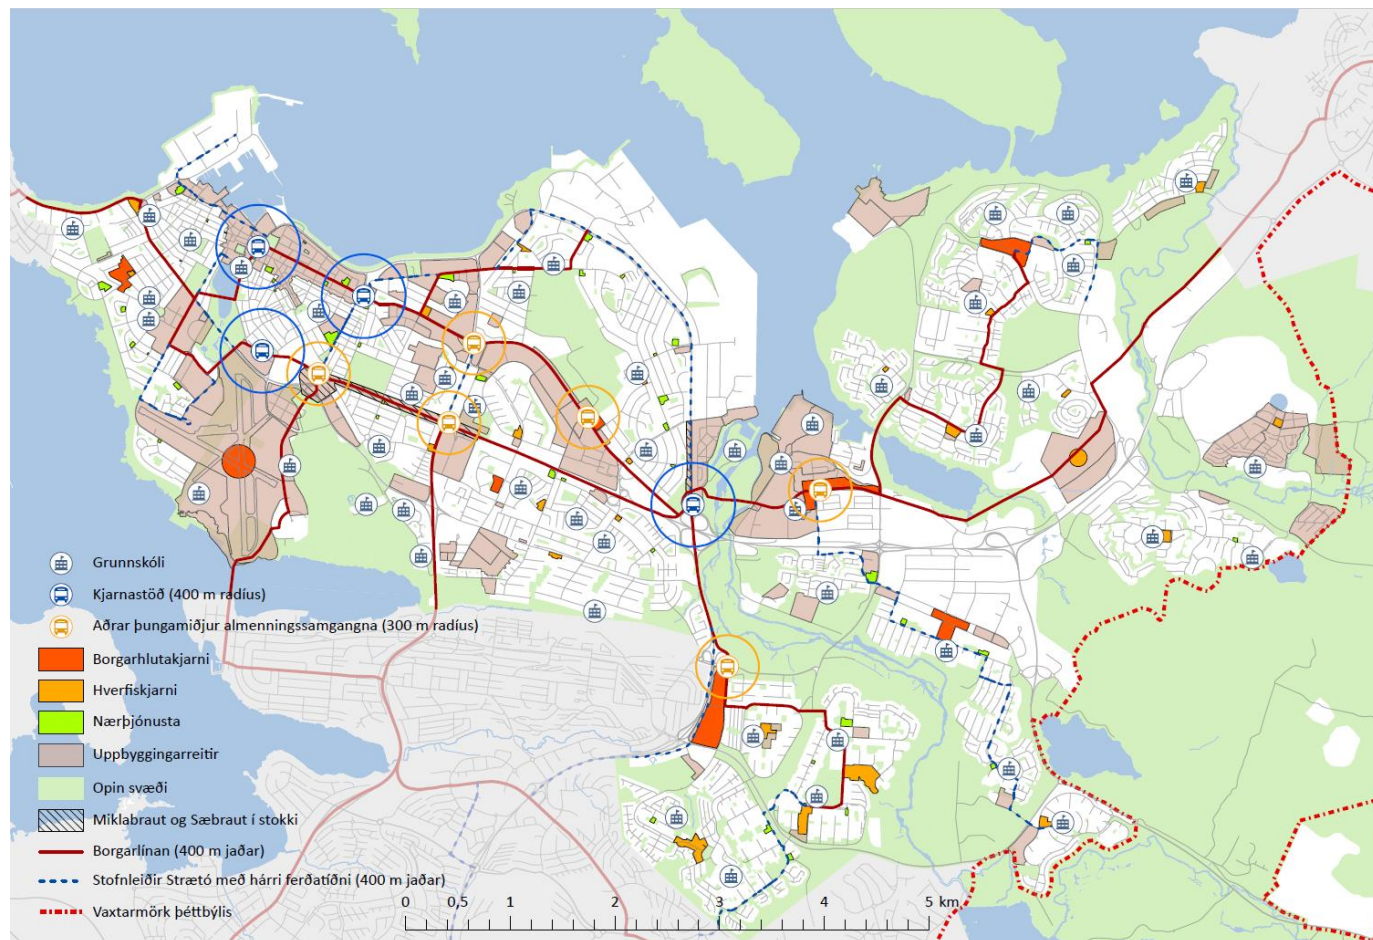 Grunnskóli
Kjarnastöð (400 m radíus)
Aðrar þungamiðjur almenningssamgangna (300 m radíus)
Borgarhlutakjarni
Hverfiskjarni
Nærþjónusta
Uppbyggingarreitir
Opin svæði
Miklabraut og Sæbraut í stokki
Borgarlínan (400 m jaðar)
Stofnleiðir Strætó með hárri ferðatíðni (400 m jaðar)
Vaxtarmörk þéttbýlis
0 0,5 1 2 3 4 5 km